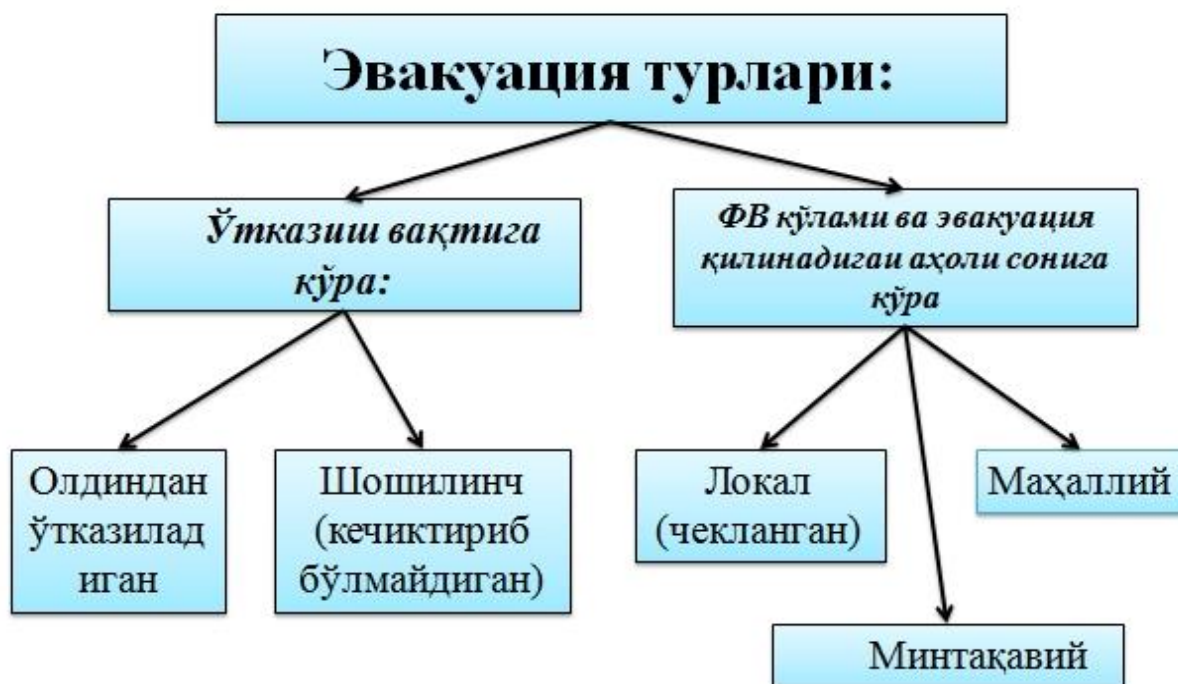 Эвакуация турлари:
Ўтказиш вақтига
кўра:
ФВ кўлами ва эвакуация
қилинадигаи аҳоли сонига
кўра
Олдиндан
ўтказилад
иган
Шошилинч
(кечиктириб
бўлмайдиган)
Локал
(чекланган)
Маҳаллий
Минтақавий